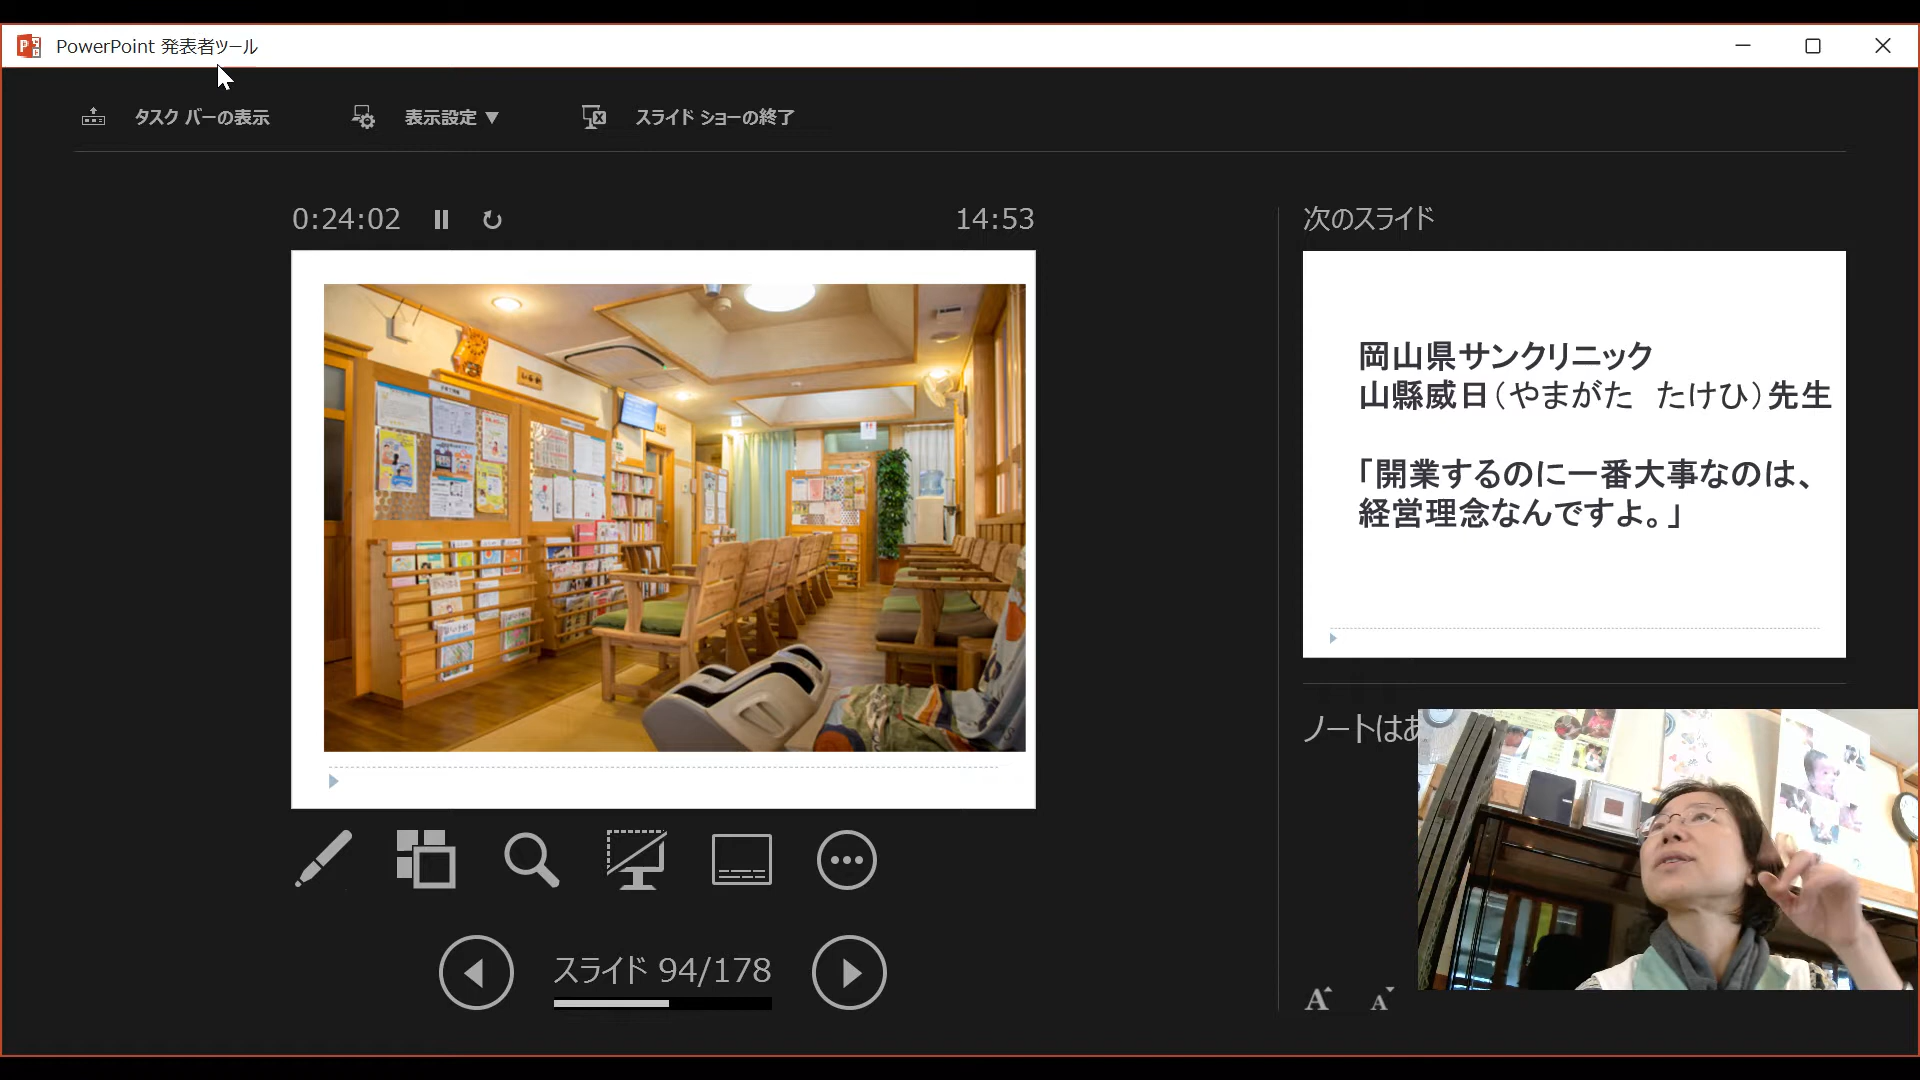 PowerPoint 発表者ツール
タスク バーの表示
表示設定 ▼
スライド ショーの終了
0:24:02
14:53
次のスライド
岡山県サンクリニック
山縣威日（やまがた　たけひ）先生
「開業するのに一番大事なのは、
経営理念なんですよ。」
ノートはあ
スライド 94/178
A
A